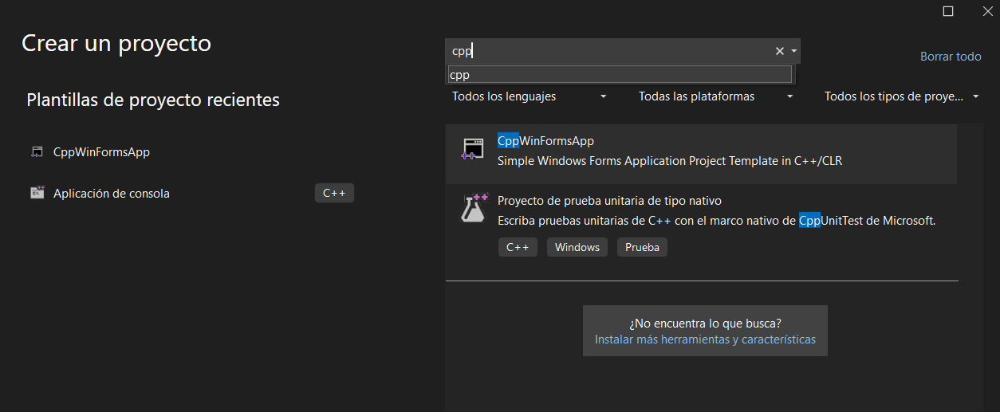 Crear un proyecto
Plantillas de proyecto recientes
CppWinFormsApp
Aplicación de consola
C++
cpp
cpp
Borrar todo
Todos los lenguajes
Todas las plataformas
Todos los tipos de proye...
CppWinFormsApp
Simple Windows Forms Application Project Template in C++/CLR
Proyecto de prueba unitaria de tipo nativo
Escriba pruebas unitarias de C++ con el marco nativo de CppUnitTest de Microsoft.
C++ Windows Prueba
¿No encuentra lo que busca?
Instalar más herramientas y características